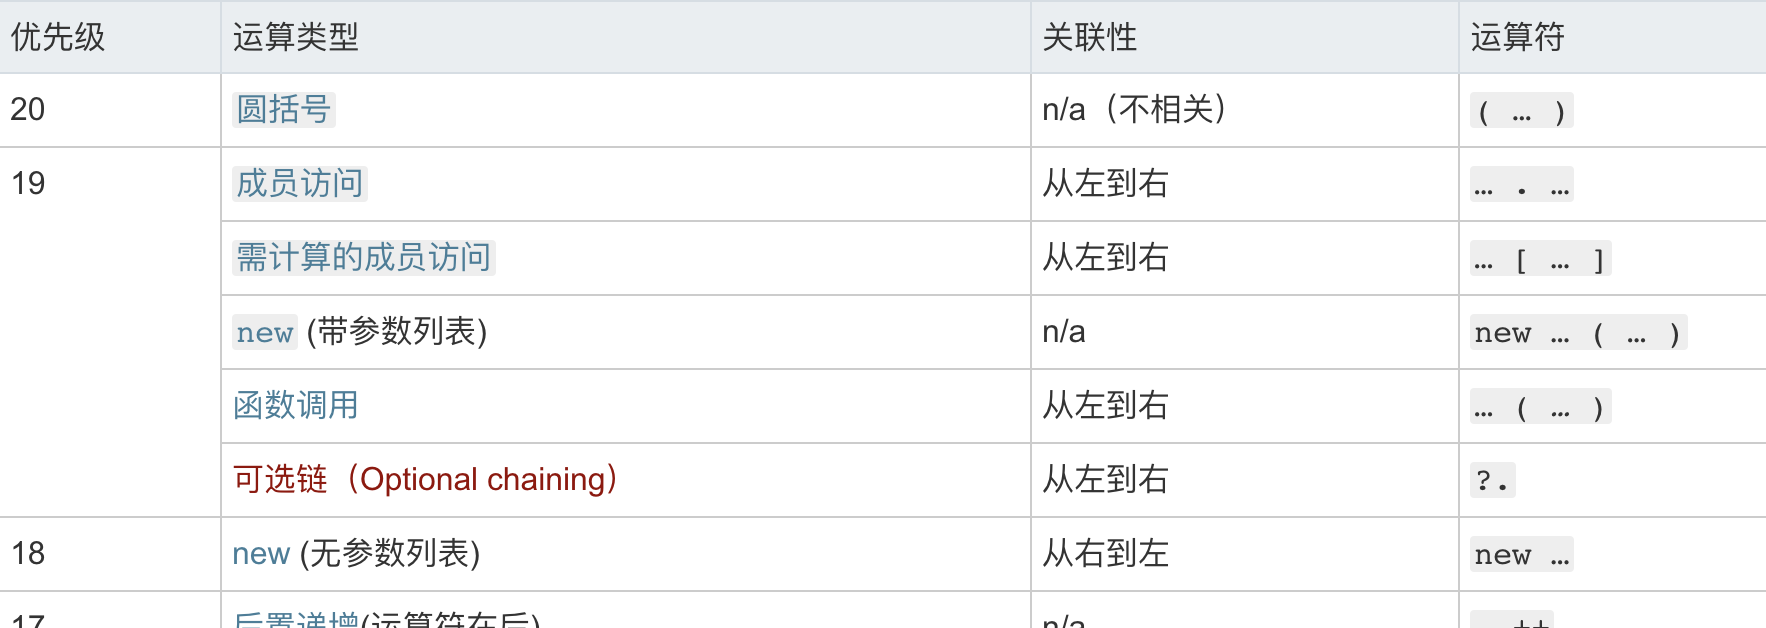 优先级 运算类型 关联性 运算符
20 圆括号 n/a（不相关） ( … )
19 成员访问 从左到右 … . …
需计算的成员访问 从左到右 … [ … ]
new (带参数列表) n/a new … ( … )
函数调用 从左到右 … ( … )
可选链（Optional chaining） 从左到右 ?.
18 new (无参数列表) 从右到左 new …
17 后置递增(运算符在后) n/a … ++